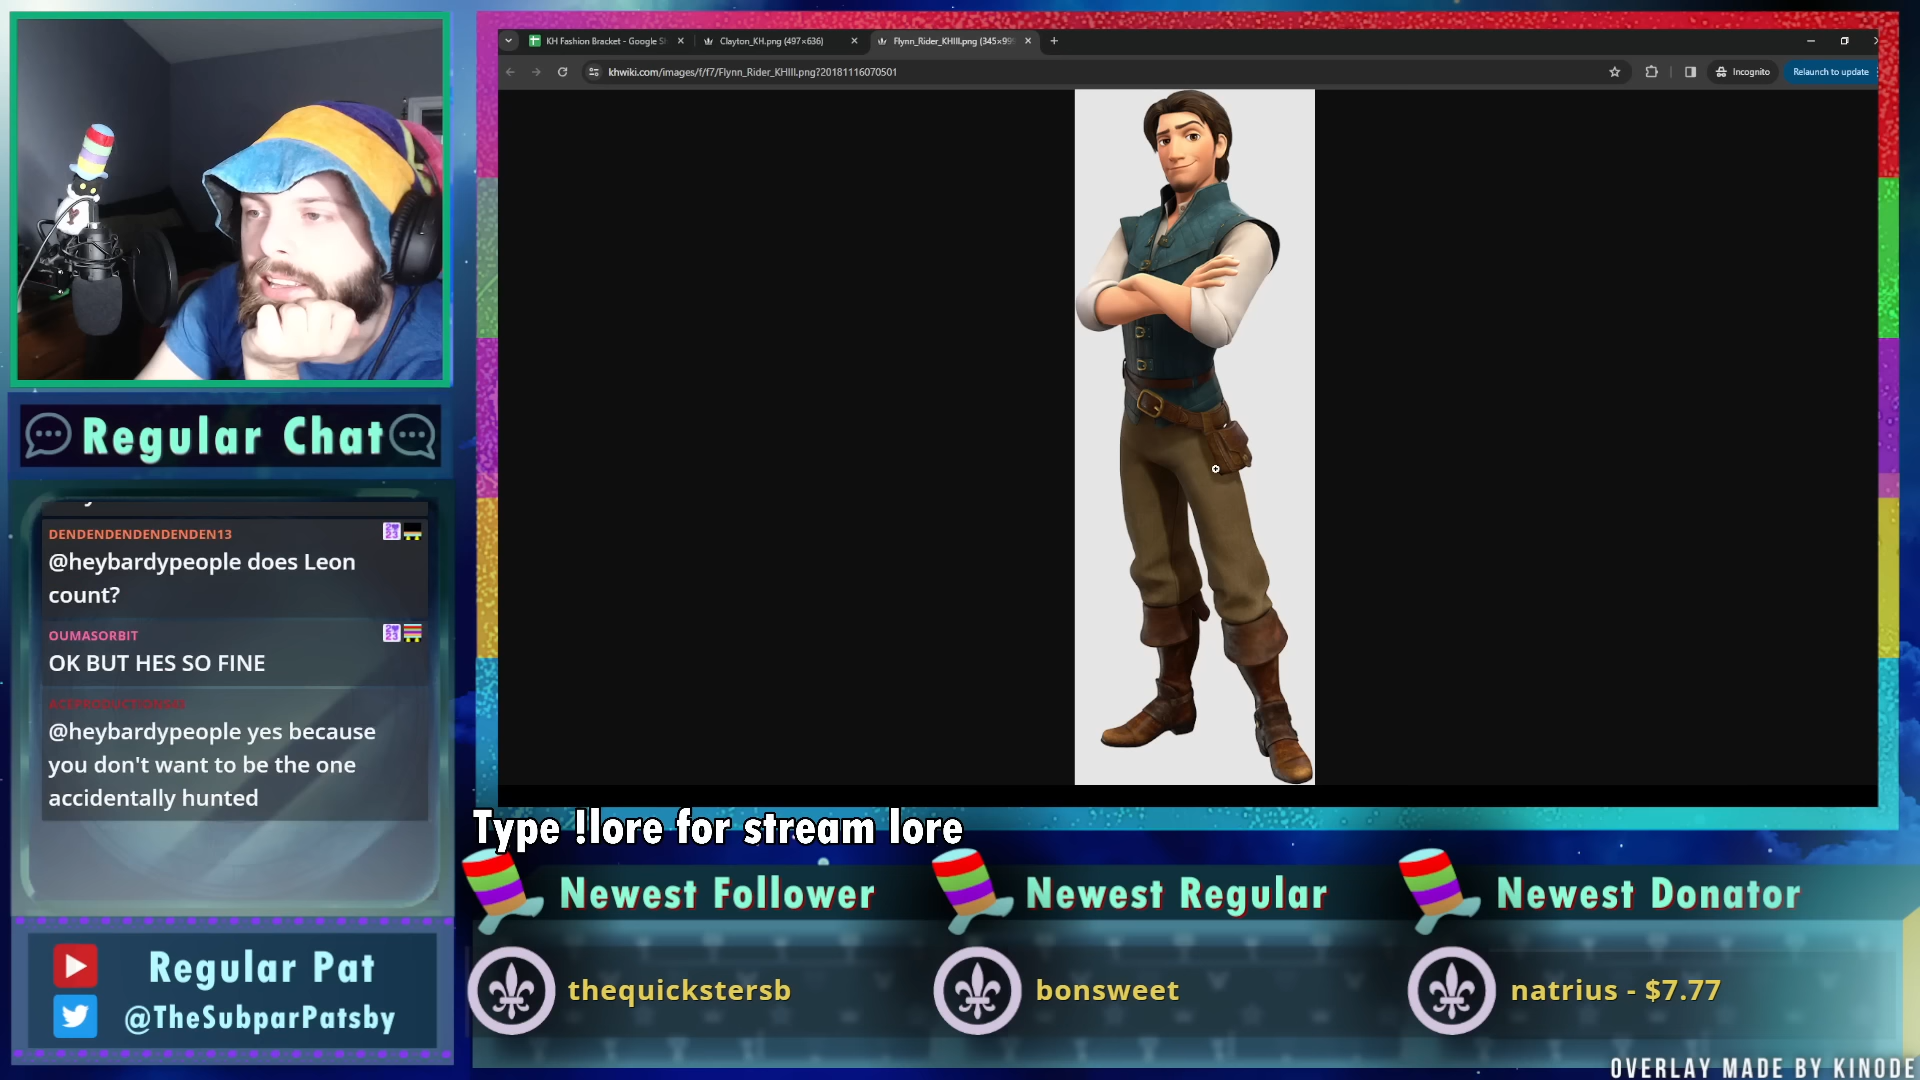 KH Fashion Bracket - Google Sh
Clayton_KH.png (497×636)
Flynn_Rider_KHIII.png (345×999
khwiki.com/images/f/f7/Flynn_Rider_KHIII.png?20181116070501
Incognito
Relaunch to update
Regular Chat
DENDENDENDENDENDEN13
@heybardypeople does Leon
count?
OUMASORBIT
OK BUT HES SO FINE
@heybardypeople yes because
you don't want to be the one
accidentally hunted
Type !lore for stream lore
Newest Follower
thequickstersb
Newest Regular
bonsweet
Newest Donator
natrius - $7.77
Regular Pat
@TheSubparPatsby
OVERLAY MADE BY KINODE